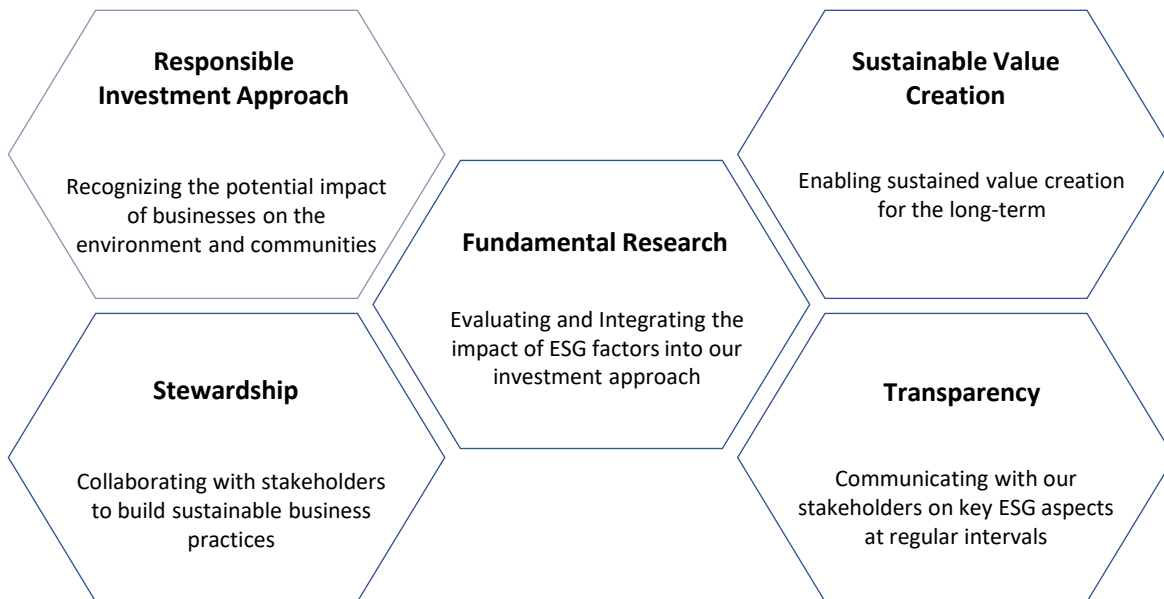 Responsible
Investment Approach
Recognizing the potential impact
of businesses on the
environment and communities
Sustainable Value
Creation
Enabling sustained value creation
for the long-term
Fundamental Research
Evaluating and Integrating the
impact of ESG factors into our
investment approach
Stewardship
Collaborating with stakeholders
to build sustainable business
practices
Transparency
Communicating with our
stakeholders on key ESG aspects
at regular intervals